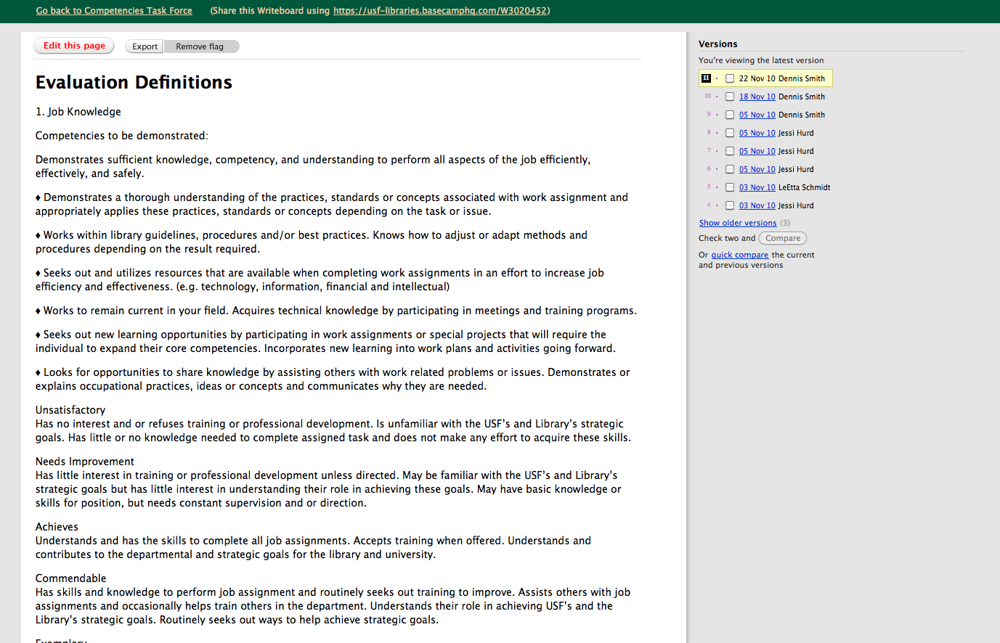 Go back to Competencies Task Force (Share this Writeboard using https://usf-libraries.basecamphq.com/W3020452)
Edit this page Export Remove flag
Evaluation Definitions
1. Job Knowledge
Competencies to be demonstrated:
Demonstrates sufficient knowledge, competency, and understanding to perform all aspects of the job efficiently,
effectively, and safely.
♦ Demonstrates a thorough understanding of the practices, standards or concepts associated with work assignment and
appropriately applies these practices, standards or concepts depending on the task or issue.
♦ Works within library guidelines, procedures and/or best practices. Knows how to adjust or adapt methods and
procedures depending on the result required.
♦ Seeks out and utilizes resources that are available when completing work assignments in an effort to increase job
efficiency and effectiveness. (e.g. technology, information, financial and intellectual)
♦ Works to remain current in your field. Acquires technical knowledge by participating in meetings and training programs.
♦ Seeks out new learning opportunities by participating in work assignments or special projects that will require the
individual to expand their core competencies. Incorporates new learning into work plans and activities going forward.
♦ Looks for opportunities to share knowledge by assisting others with work related problems or issues. Demonstrates or
explains occupational practices, ideas or concepts and communicates why they are needed.
Unsatisfactory
Has no interest and or refuses training or professional development. Is unfamiliar with the USF's and Library's strategic
goals. Has little or no knowledge needed to complete assigned task and does not make any effort to acquire these skills.
Needs Improvement
Has little interest in training or professional development unless directed. May be familiar with the USF's and Library's
strategic goals but has little interest in understanding their role in achieving these goals. May have basic knowledge or
skills for position, but needs constant supervision and or direction.
Achieves
Understands and has the skills to complete all job assignments. Accepts training when offered. Understands and
contributes to the departmental and strategic goals for the library and university.
Commendable
Has skills and knowledge to perform job assignment and routinely seeks out training to improve. Assists others with job
assignments and occasionally helps train others in the department. Understands their role in achieving USF's and the
Library's strategic goals. Routinely seeks out ways to help achieve strategic goals.
Exemplary
Versions
You're viewing the latest version
11 · 22 Nov 10 Dennis Smith
10 · 18 Nov 10 Dennis Smith
9 · 05 Nov 10 Dennis Smith
8 · 05 Nov 10 Jessi Hurd
7 · 05 Nov 10 Jessi Hurd
6 · 05 Nov 10 Jessi Hurd
5 · 03 Nov 10 LeEtta Schmidt
4 · 03 Nov 10 Jessi Hurd
Show older versions (3)
Check two and Compare
Or quick compare the current
and previous versions